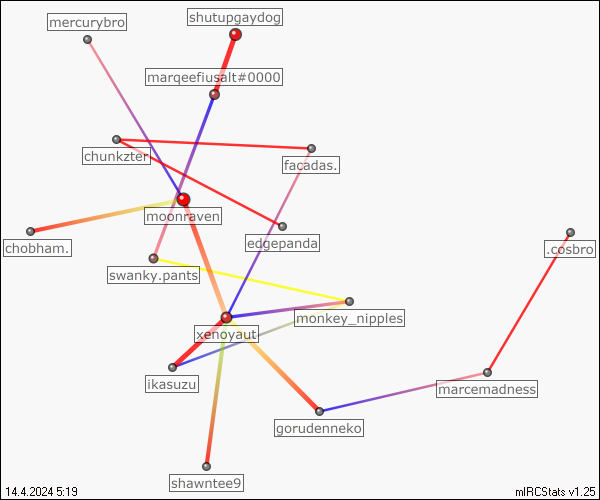 mercurybro
shutupgaydog
marqeefiusalt#0000
chunkzter
facadas.
moonraven
chobham.
edgepanda
.cosbro
swanky.pants
monkey_nipples
xenoyaut
ikasuzu
marcemadness
gorudenneko
shawntee9
14.4.2024 5:19
mIRCStats v1.25